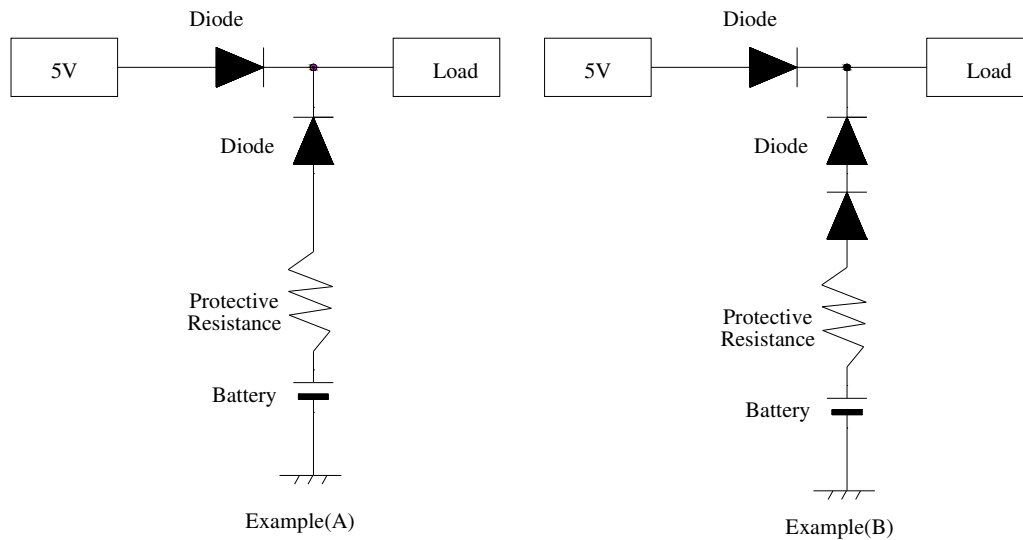 Diode
5V
Load
Diode
Protective
Resistance
Battery
Example(A)
Diode
5V
Load
Diode
Protective
Resistance
Battery
Example(B)